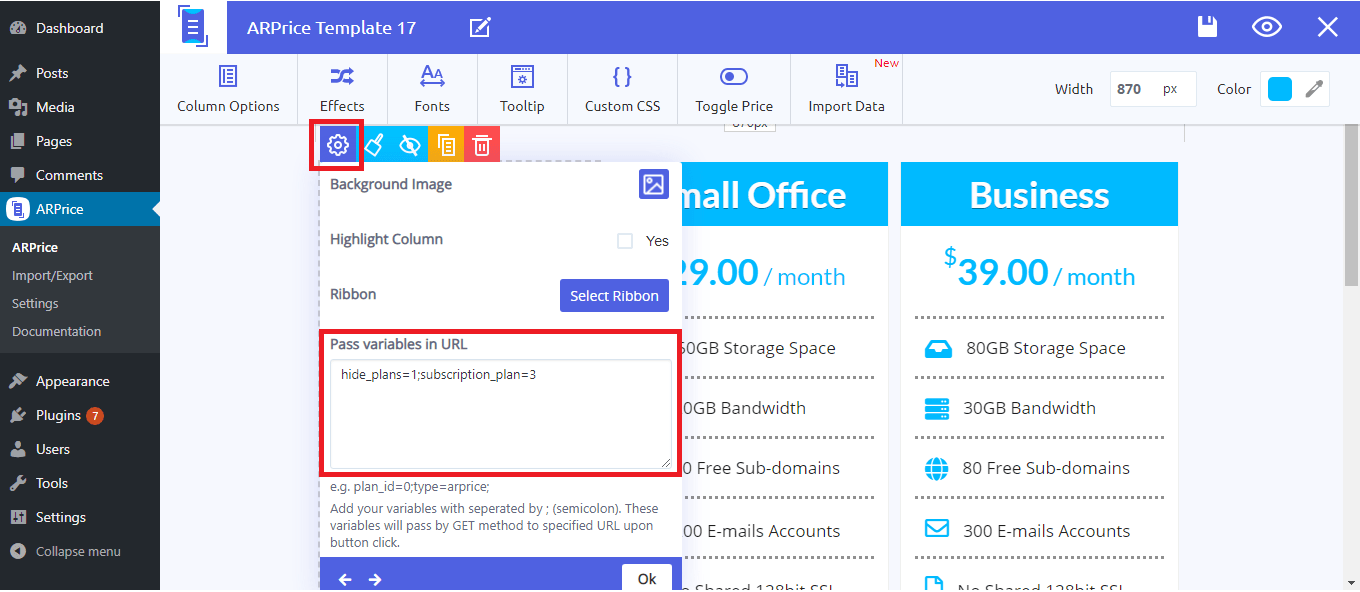 Dashboard
Posts
Media
Pages
Comments
ARPrice
ARPrice
Import/Export
Settings
Documentation
Appearance
Plugins 7
Users
Tools
Settings
Collapse menu
ARPrice Template 17
Column Options
Effects
Fonts
Tooltip
Custom CSS
Toggle Price
New
Import Data
Width 870 px
Color
Background Image
Highlight Column
Yes
Ribbon
Select Ribbon
Pass variables in URL
hide_plans=1;subscription_plan=3
e.g. plan_id=0;type=arprice;
Add your variables with seperated by ; (semicolon). These
variables will pass by GET method to specified URL upon
button click.
Ok
mall Office
29.00 / month
50GB Storage Space
0GB Bandwidth
0 Free Sub-domains
00 E-mails Accounts
Business
$39.00 / month
80GB Storage Space
30GB Bandwidth
80 Free Sub-domains
300 E-mails Accounts
No Shared 128bit SSL